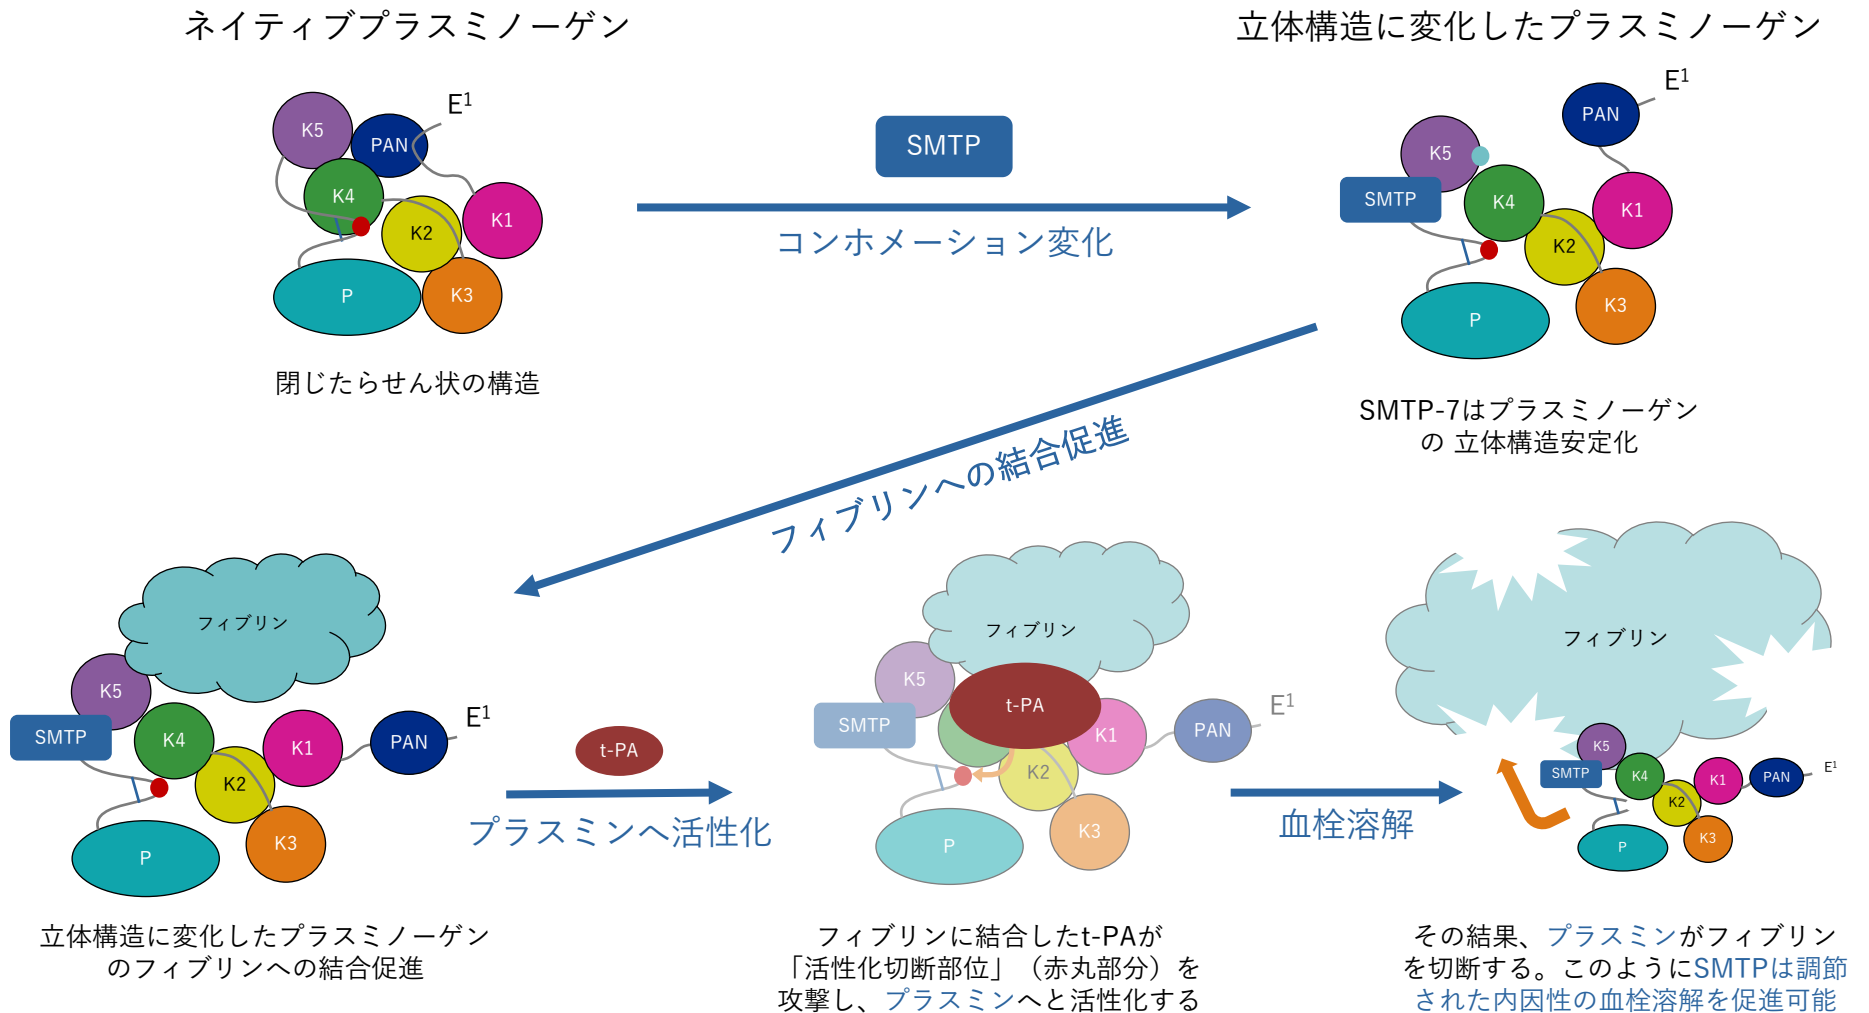 ネイティブプラスミノーゲン
立体構造に変化したプラスミノーゲン
K5
PAN
E1
K4
K2
K1
P
K3
閉じたらせん状の構造
SMTP
コンホメーション変化
PAN
E1
K5
SMTP
K4
K1
K2
K3
P
SMTP-7はプラスミノーゲン
の 立体構造安定化
フィブリンへの結合促進
フィブリン
K5
SMTP
K4
K1
PAN
E1
K2
K3
P
立体構造に変化したプラスミノーゲン
のフィブリンへの結合促進
t-PA
プラスミンへ活性化
フィブリン
K5
t-PA
SMTP
K1
PAN
E1
K2
K3
P
フィブリンに結合したt-PAが
「活性化切断部位」（赤丸部分）を
攻撃し、プラスミンへと活性化する
血栓溶解
フィブリン
K5
SMTP
K4
K1
PAN
E1
K2
K3
P
その結果、プラスミンがフィブリン
を切断する。このようにSMTPは調節
された内因性の血栓溶解を促進可能